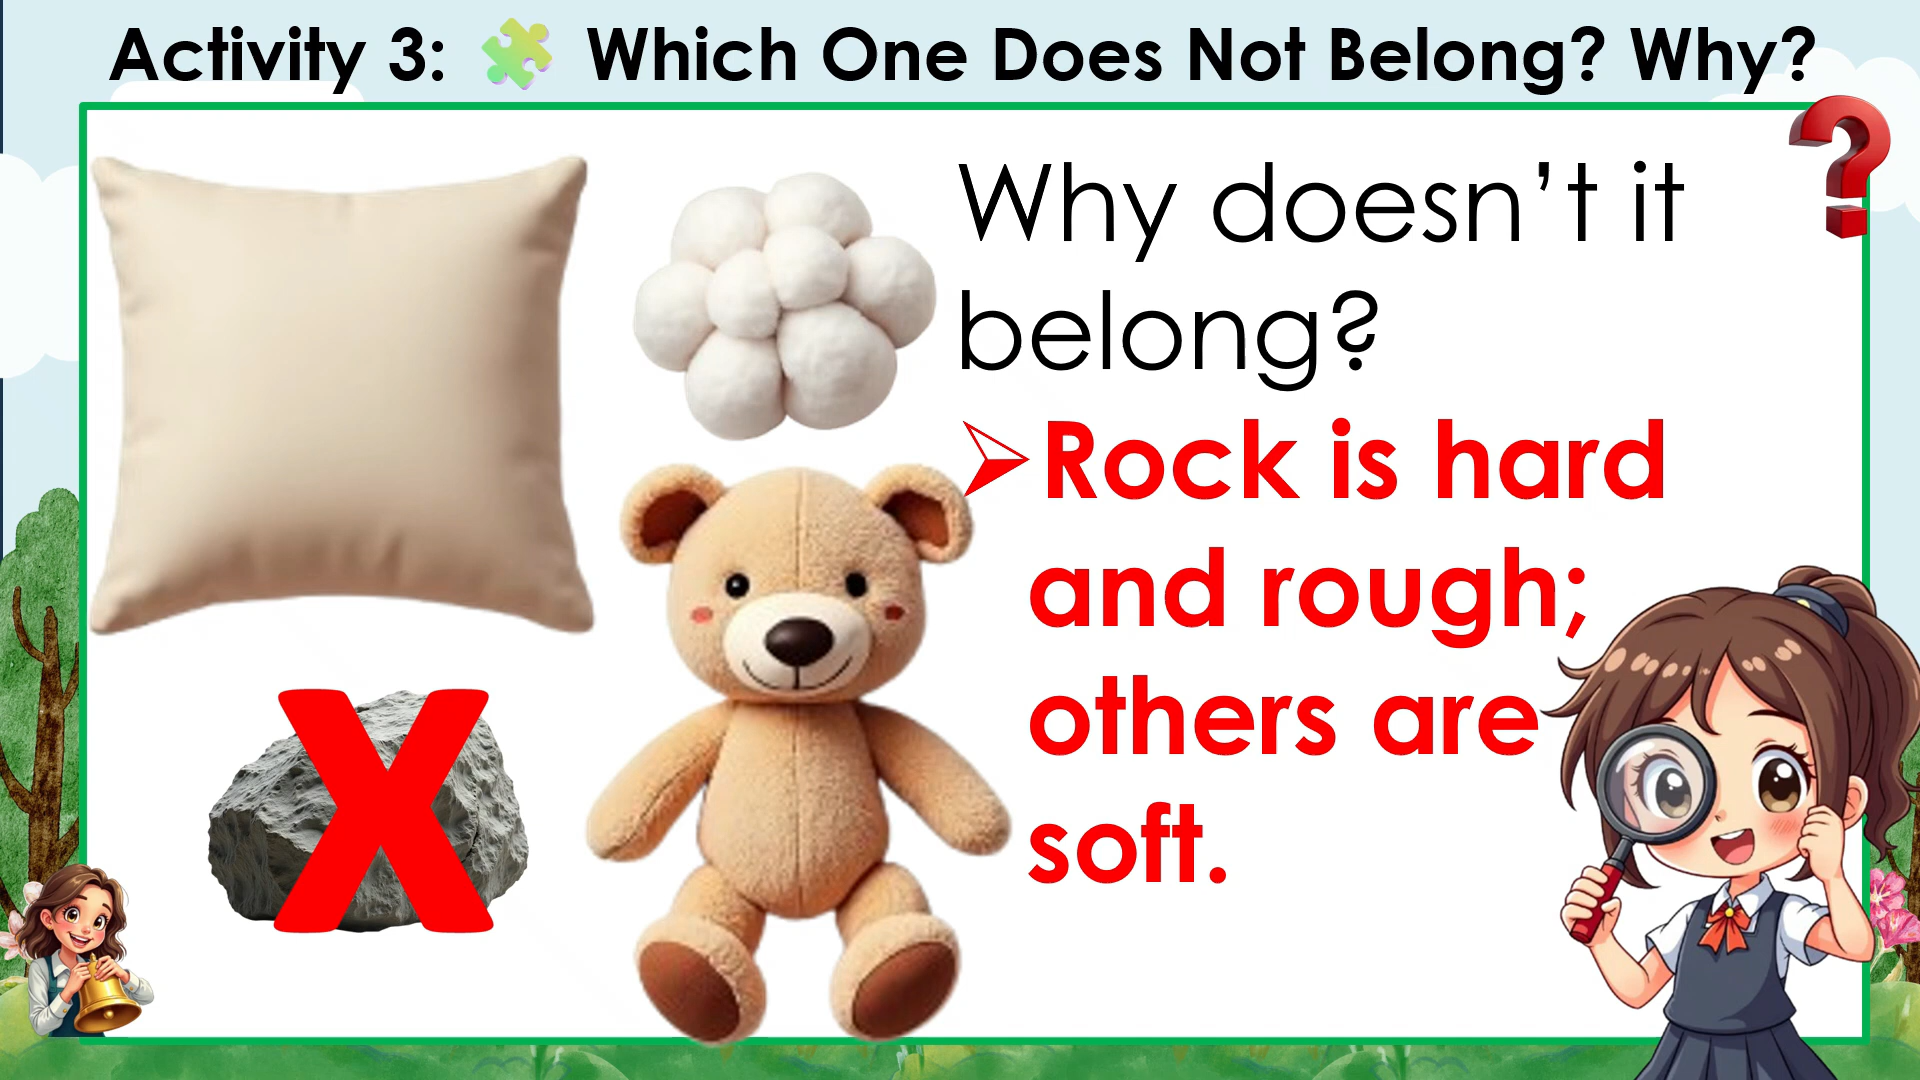 Activity 3: Which One Does Not Belong? Why?
Why doesn’t it
belong?
➢Rock is hard
and rough;
others are
soft.
X